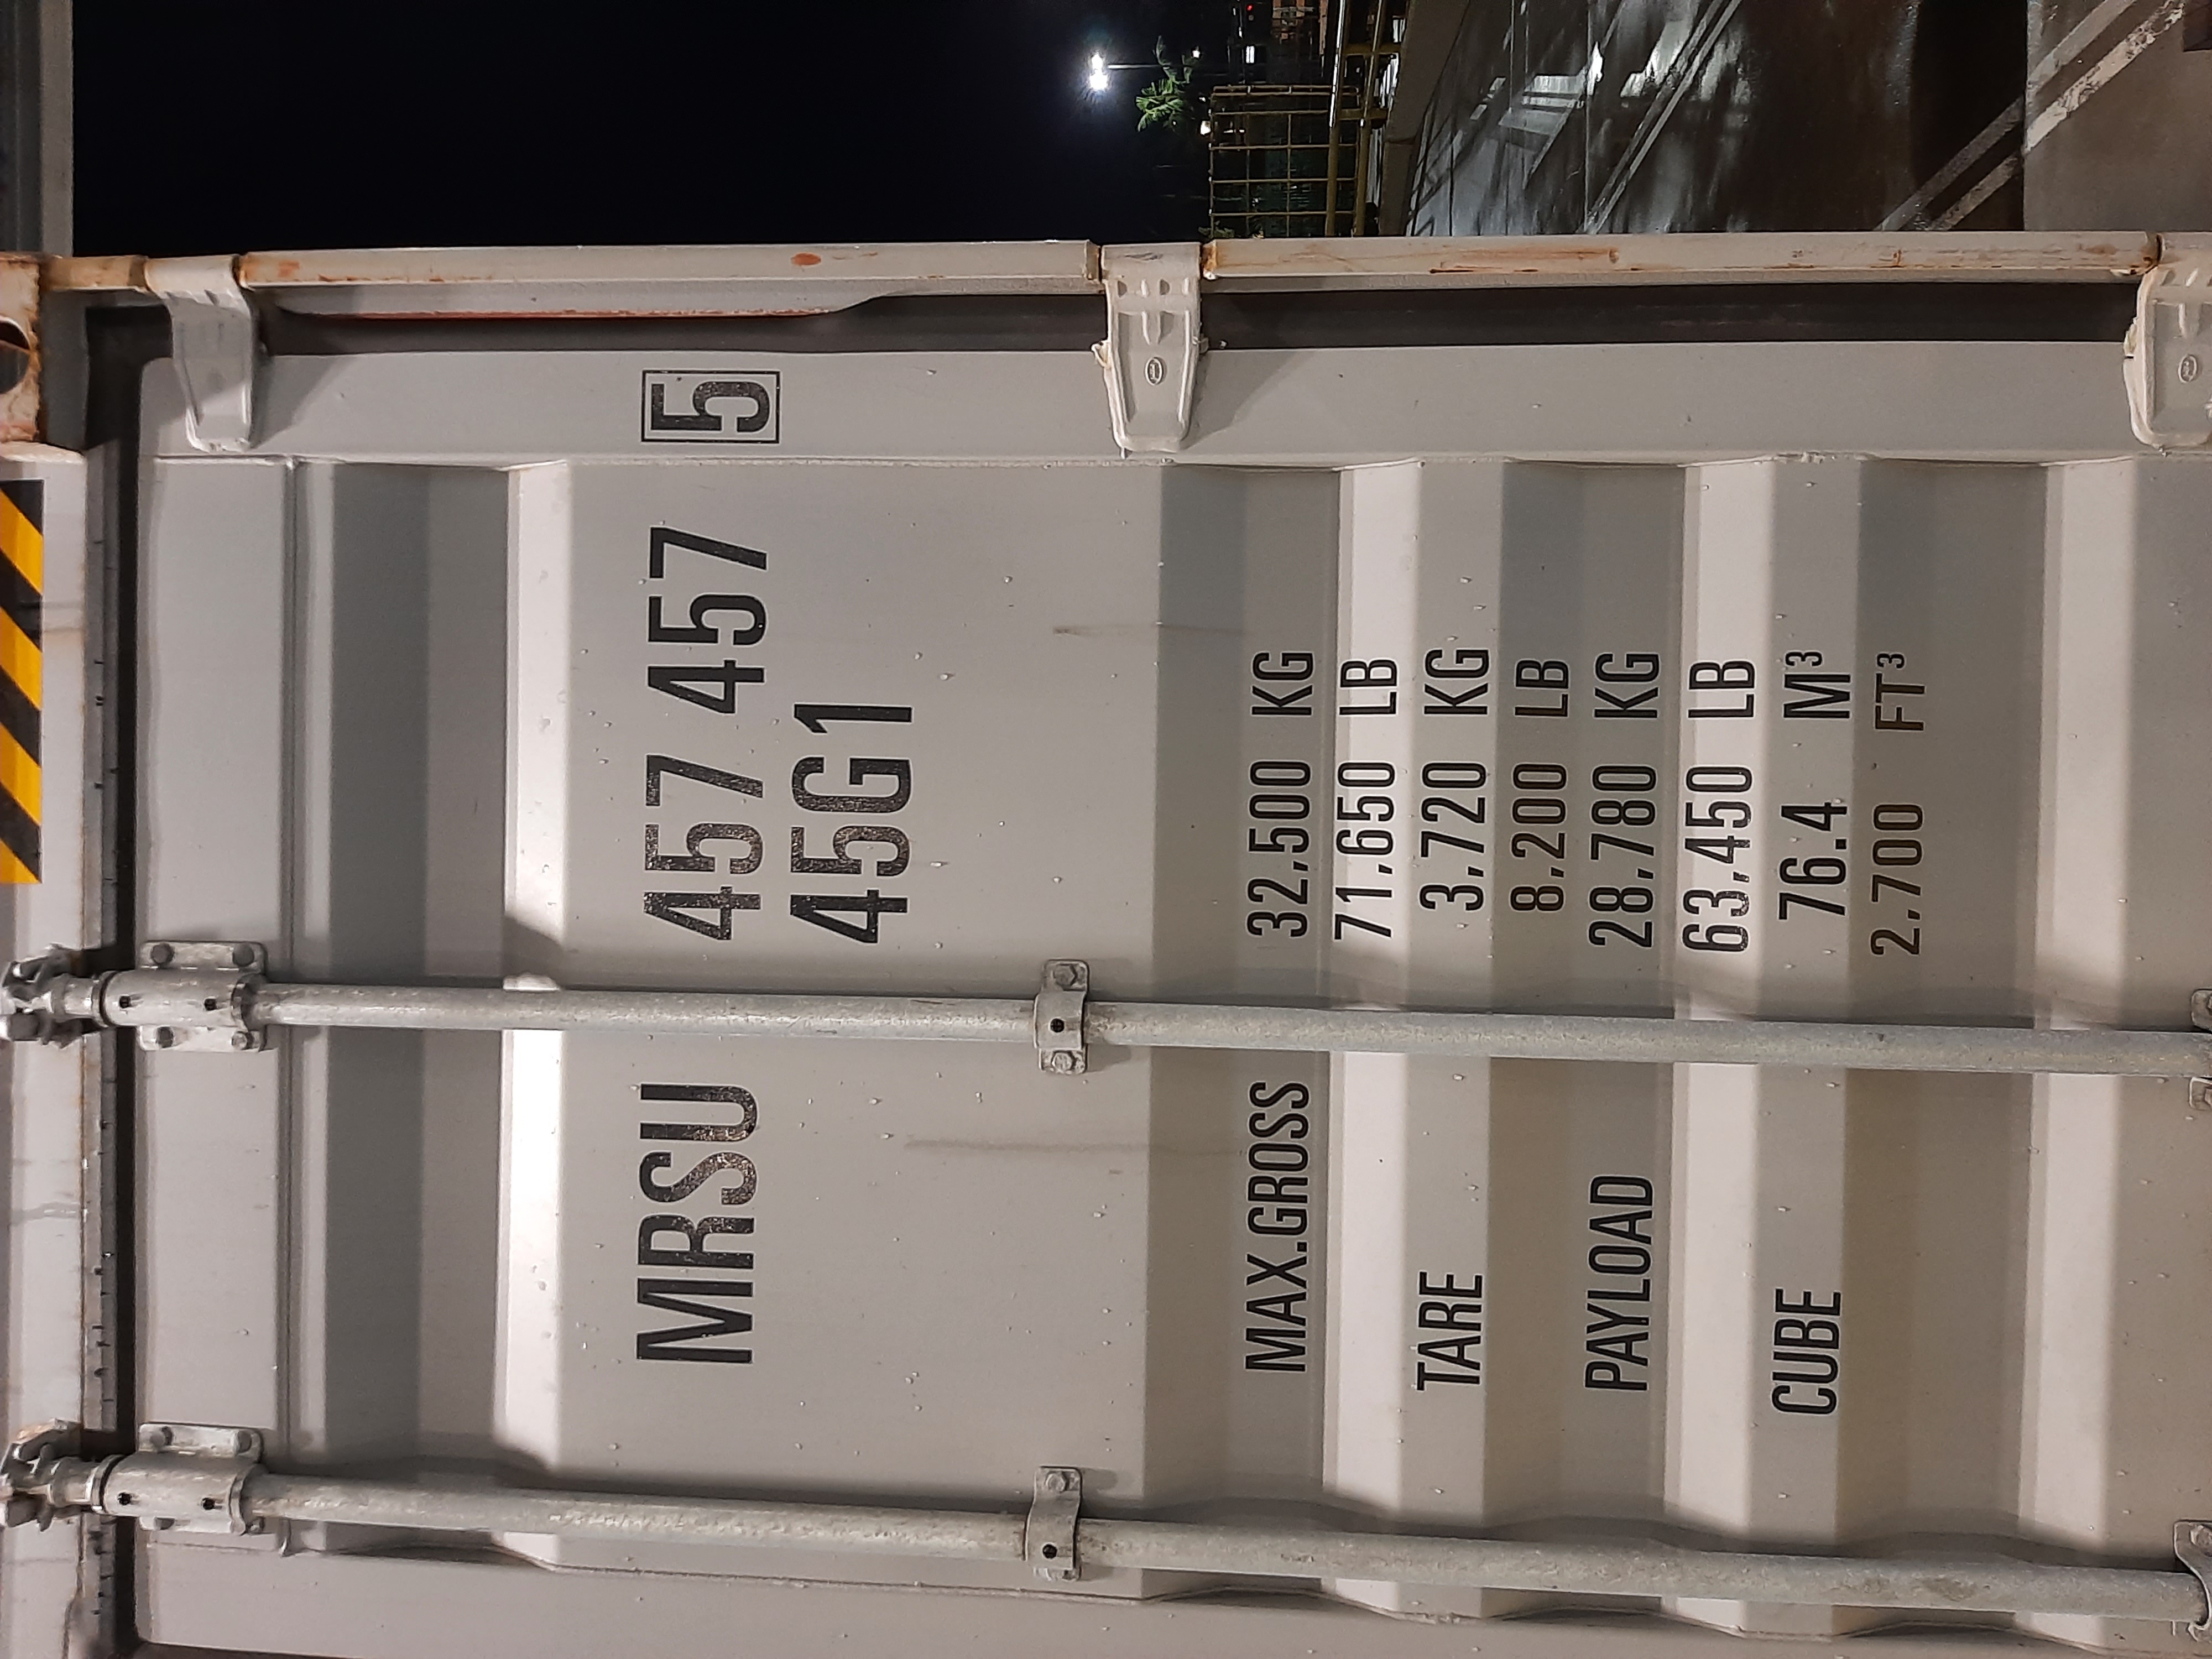 MRSU 457 457 5
45G1
MAX.GROSS 32,500 KG
71,650 LB
TARE 3,720 KG
8,200 LB
PAYLOAD 28,780 KG
63,450 LB
CUBE 76.4 M³
2,700 FT³